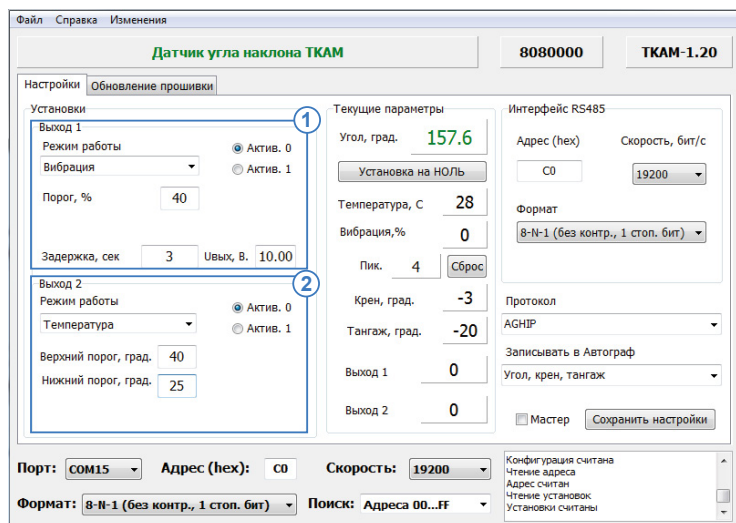 Файл Справка Изменения
Датчик угла наклона TKAM
8080000
TKAM-1.20
Настройки Обновление прошивки
Установки
1
Выход 1
Режим работы
Актив. 0
Вибрация
Актив. 1
Порог, % 40
Задержка, сек 3 Uвых, В. 10.00
2
Выход 2
Режим работы
Актив. 0
Температура
Актив. 1
Верхний порог, град. 40
Нижний порог, град. 25
Текущие параметры
Угол, град. 157.6
Установка на НОЛЬ
Температура, С 28
Вибрация,% 0
Пик. 4 Сброс
Крен, град. -3
Тангаж, град. -20
Выход 1 0
Выход 2 0
Интерфейс RS485
Адрес (hex) Скорость, бит/с
C0 19200
Формат
8-N-1 (без контр., 1 стоп. бит)
Протокол
AGHIP
Записывать в Автограф
Угол, крен, тангаж
Мастер Сохранить настройки
Порт: COM15 Адрес (hex): C0 Скорость: 19200
Формат: 8-N-1 (без контр., 1 стоп. бит) Поиск: Адреса 00...FF
Конфигурация считана
Чтение адреса
Адрес считан
Чтение установок
Установки считаны